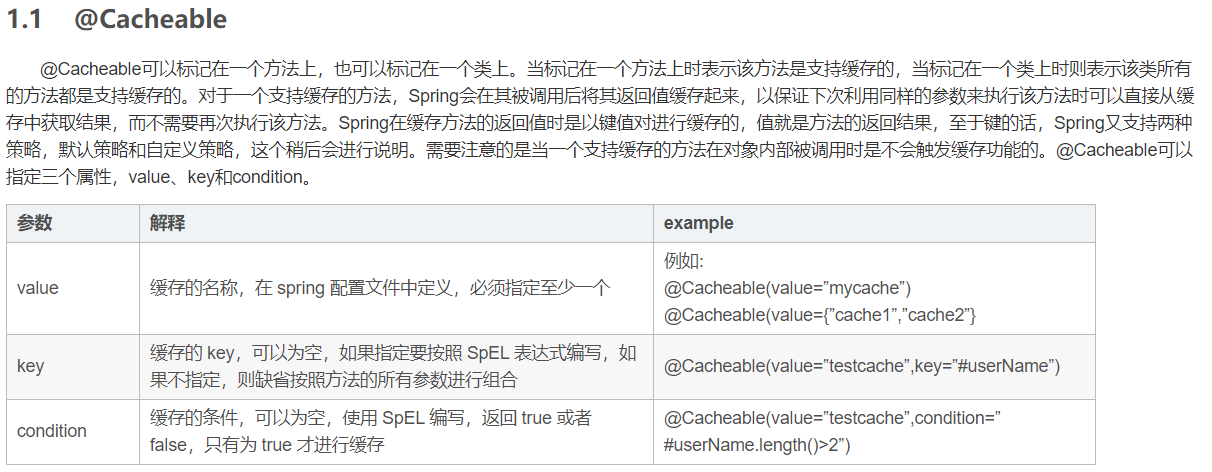 1.1 @Cacheable
@Cacheable可以标记在一个方法上，也可以标记在一个类上。当标记在一个方法上时表示该方法是支持缓存的，当标记在一个类上时则表示该类所有
的方法都是支持缓存的。对于一个支持缓存的方法，Spring会在其被调用后将其返回值缓存起来，以保证下次利用同样的参数来执行该方法时可以直接从缓
存中获取结果，而不需要再次执行该方法。Spring在缓存方法的返回值时是以键值对进行缓存的，值就是方法的返回结果，至于键的话，Spring又支持两种
策略，默认策略和自定义策略，这个稍后会进行说明。需要注意的是当一个支持缓存的方法在对象内部被调用时是不会触发缓存功能的。@Cacheable可以
指定三个属性，value、key和condition。
参数 解释 example
value 缓存的名称，在 spring 配置文件中定义，必须指定至少一个 例如:
@Cacheable(value=”mycache”)
@Cacheable(value={”cache1”,”cache2”}
key 缓存的 key，可以为空，如果指定要按照 SpEL 表达式编写，如
果不指定，则缺省按照方法的所有参数进行组合
@Cacheable(value=”testcache”,key=”#userName”)
condition 缓存的条件，可以为空，使用 SpEL 编写，返回 true 或者
false，只有为 true 才进行缓存
@Cacheable(value=”testcache”,condition=”
#userName.length()>2”)